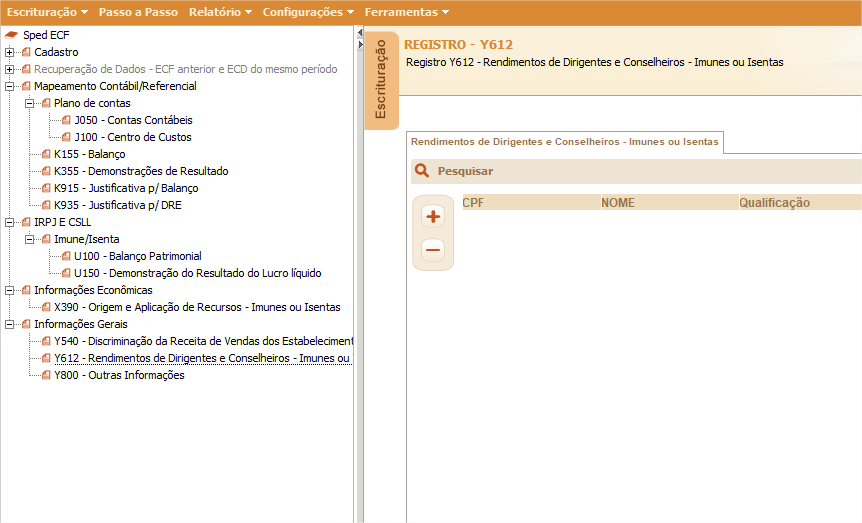 Escrituração Passo a Passo Relatório Configurações Ferramentas
Sped ECF
Cadastro
Recuperação de Dados - ECF anterior e ECD do mesmo período
Mapeamento Contábil/Referencial
Plano de contas
J050 - Contas Contábeis
J100 - Centro de Custos
K155 - Balanço
K355 - Demonstrações de Resultado
K915 - Justificativa p/ Balanço
K935 - Justificativa p/ DRE
IRPJ E CSLL
Imune/Isenta
U100 - Balanço Patrimonial
U150 - Demonstração do Resultado do Lucro líquido
Informações Econômicas
X390 - Origem e Aplicação de Recursos - Imunes ou Isentas
Informações Gerais
Y540 - Discriminação da Receita de Vendas dos Estabeleciment
Y612 - Rendimentos de Dirigentes e Conselheiros - Imunes ou
Y800 - Outras Informações
Escrituração
REGISTRO - Y612
Registro Y612 - Rendimentos de Dirigentes e Conselheiros - Imunes ou Isentas
Rendimentos de Dirigentes e Conselheiros - Imunes ou Isentas
Pesquisar
CPF NOME Qualificação